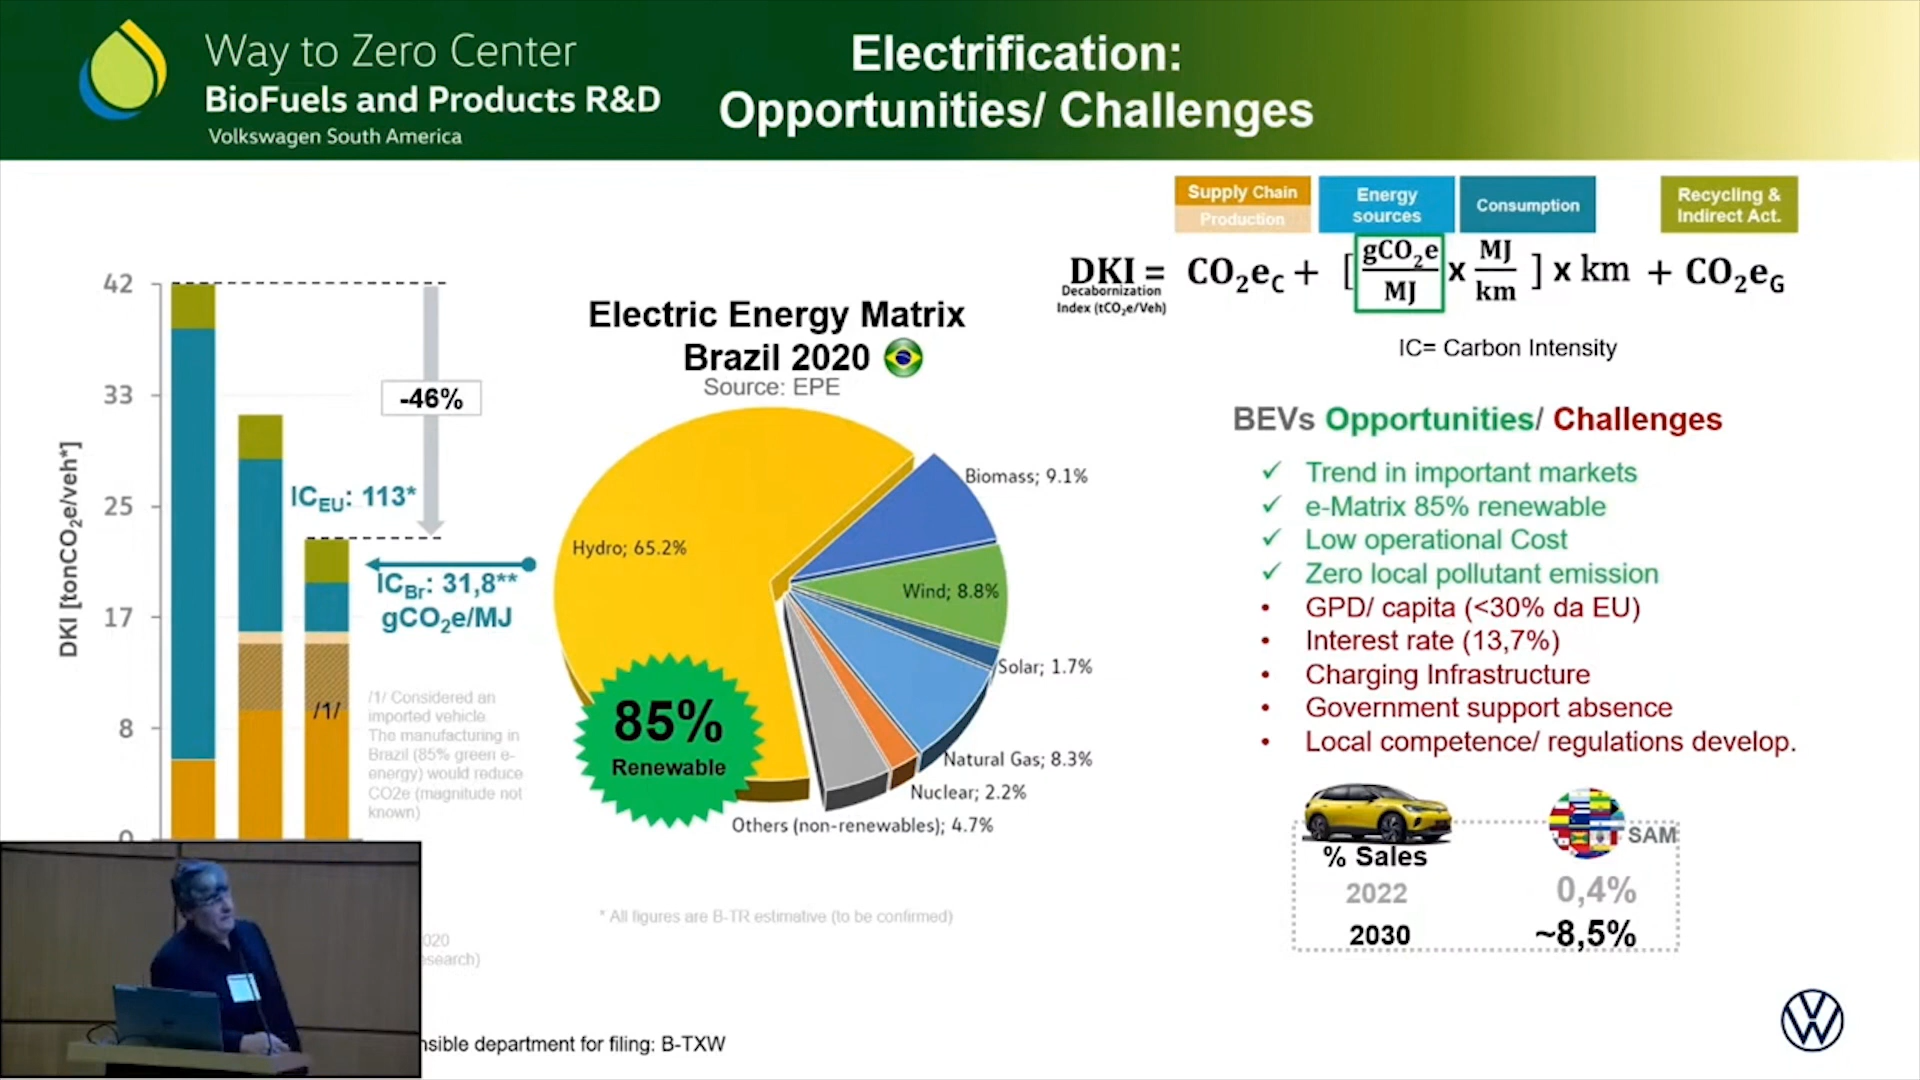 Way to Zero Center
BioFuels and Products R&D
Volkswagen South America
Electrification:
Opportunities/ Challenges
Supply Chain
Production
Energy
sources
Consumption
Recycling &
Indirect Act.
DKI = CO₂eC + [ gCO₂e/MJ x MJ/km ] x km + CO₂eG
Decabornization
Index (tCO₂e/Veh)
IC= Carbon Intensity
DKI [tonCO₂e/veh*]
42
33
25
17
8
0
-46%
ICEU: 113*
ICBr: 31,8**
gCO₂e/MJ
/1/
/1/ Considered an
imported vehicle.
The manufacturing in
Brazil (85% green e-
energy) would reduce
CO2e (magnitude not
known)
Electric Energy Matrix
Brazil 2020
Source: EPE
Biomass; 9.1%
Hydro; 65.2%
Wind; 8.8%
Solar; 1.7%
Natural Gas; 8.3%
Nuclear; 2.2%
Others (non-renewables); 4.7%
85%
Renewable
* All figures are B-TR estimative (to be confirmed)
BEVs Opportunities/ Challenges
✓ Trend in important markets
✓ e-Matrix 85% renewable
✓ Low operational Cost
✓ Zero local pollutant emission
• GPD/ capita (<30% da EU)
• Interest rate (13,7%)
• Charging Infrastructure
• Government support absence
• Local competence/ regulations develop.
SAM
% Sales
2022 0,4%
2030 ~8,5%
020
search)
nsible department for filing: B-TXW